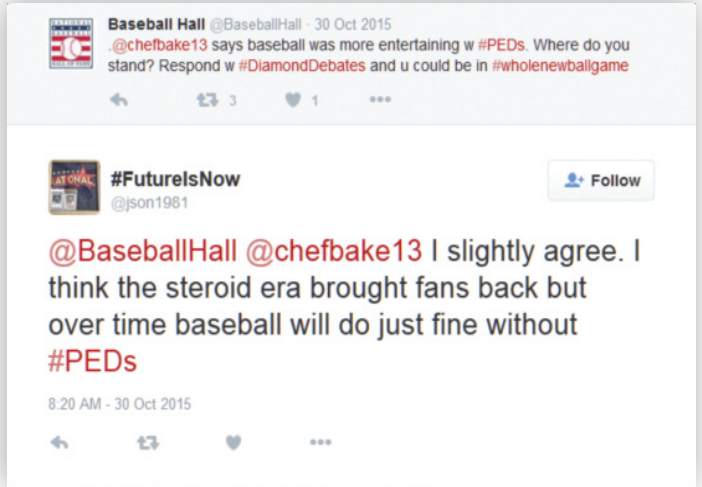 Baseball Hall @BaseballHall · 30 Oct 2015
.@chefbake13 says baseball was more entertaining w #PEDs. Where do you
stand? Respond w #DiamondDebates and u could be in #wholenewballgame
3 1
#FutureIsNow
@json1981
Follow
@BaseballHall @chefbake13 I slightly agree. I
think the steroid era brought fans back but
over time baseball will do just fine without
#PEDs
8:20 AM - 30 Oct 2015